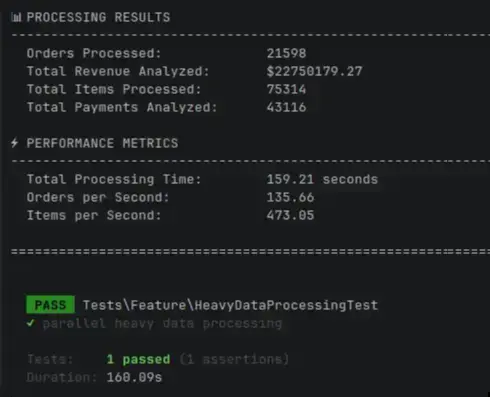 📊 PROCESSING RESULTS
Orders Processed: 21598
Total Revenue Analyzed: $22750179.27
Total Items Processed: 75314
Total Payments Analyzed: 43116
⚡ PERFORMANCE METRICS
Total Processing Time: 159.21 seconds
Orders per Second: 135.66
Items per Second: 473.05
PASS Tests\Feature\HeavyDataProcessingTest
✓ parallel heavy data processing
Tests: 1 passed (1 assertions)
Duration: 160.09s